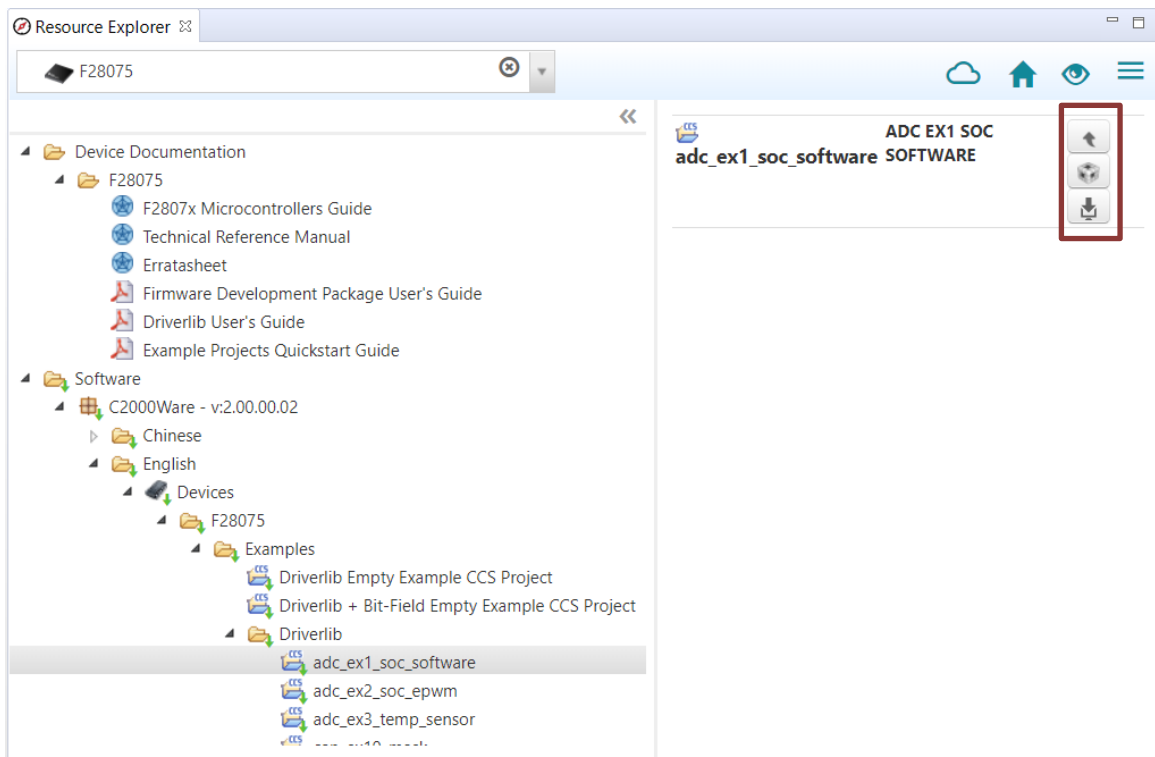 Resource Explorer
F28075
Device Documentation
F28075
F2807x Microcontrollers Guide
Technical Reference Manual
Erratasheet
Firmware Development Package User's Guide
Driverlib User's Guide
Example Projects Quickstart Guide
Software
C2000Ware - v:2.00.00.02
Chinese
English
Devices
F28075
Examples
Driverlib Empty Example CCS Project
Driverlib + Bit-Field Empty Example CCS Project
Driverlib
adc_ex1_soc_software
adc_ex2_soc_epwm
adc_ex3_temp_sensor
CCS
adc_ex1_soc_software
ADC EX1 SOC
SOFTWARE